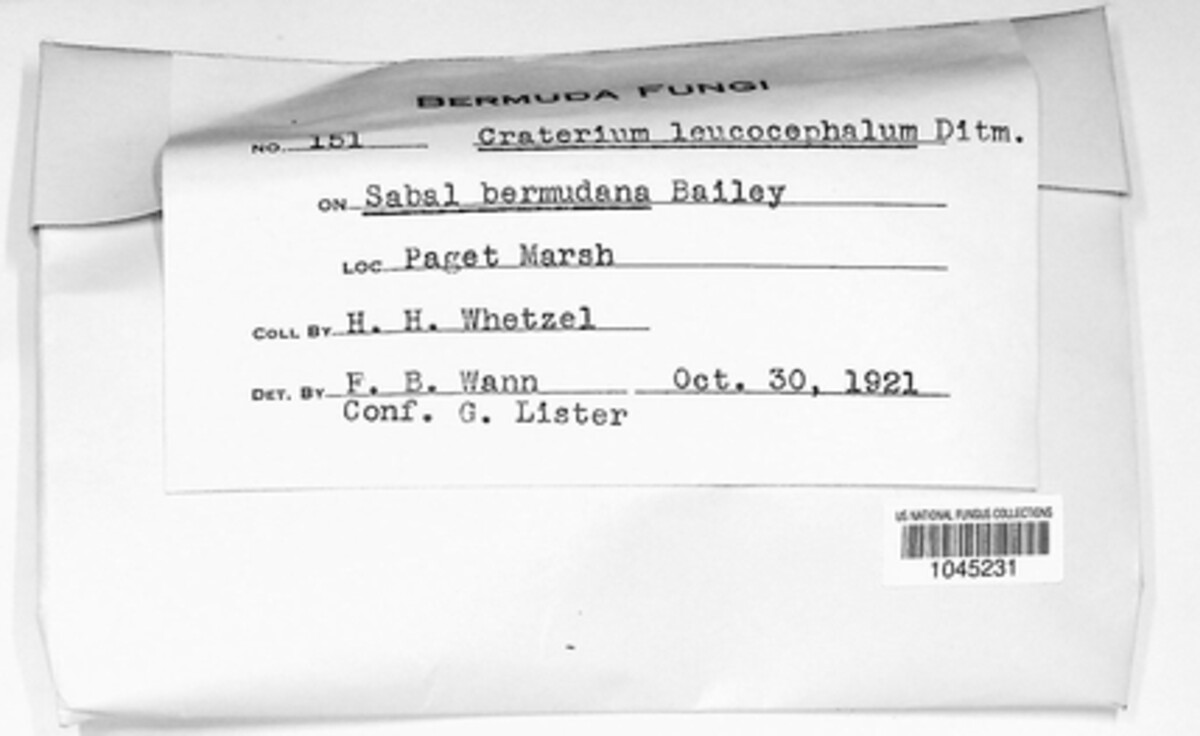 BERMUDA FUNGI
NO. 151 Craterium leucocephalum Ditm.
ON Sabal bermudana Bailey
LOC Paget Marsh
COLL BY H. H. Whetzel
DET. BY F. B. Wann Oct. 30, 1921
Conf. G. Lister
US NATIONAL FUNGUS COLLECTIONS
1045231